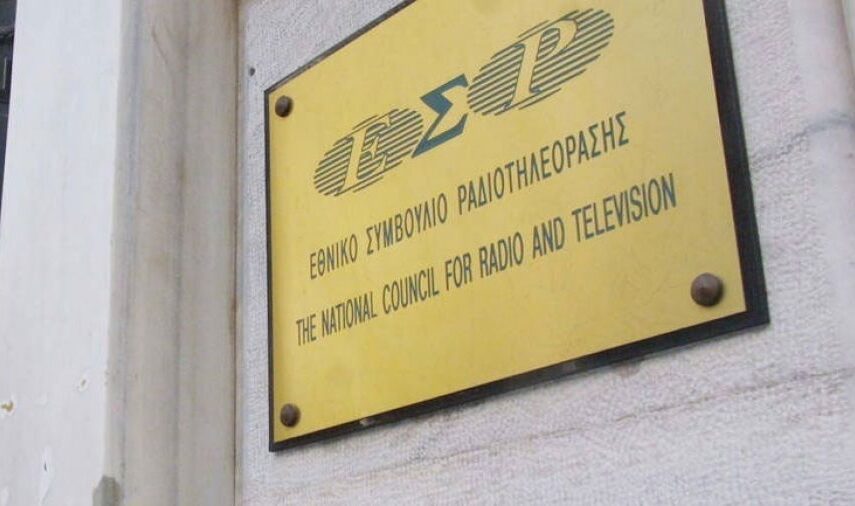 ΕΣΡ
ΕΘΝΙΚΟ ΣΥΜΒΟΥΛΙΟ ΡΑΔΙΟΤΗΛΕΟΡΑΣΗΣ
THE NATIONAL COUNCIL FOR RADIO AND TELEVISION